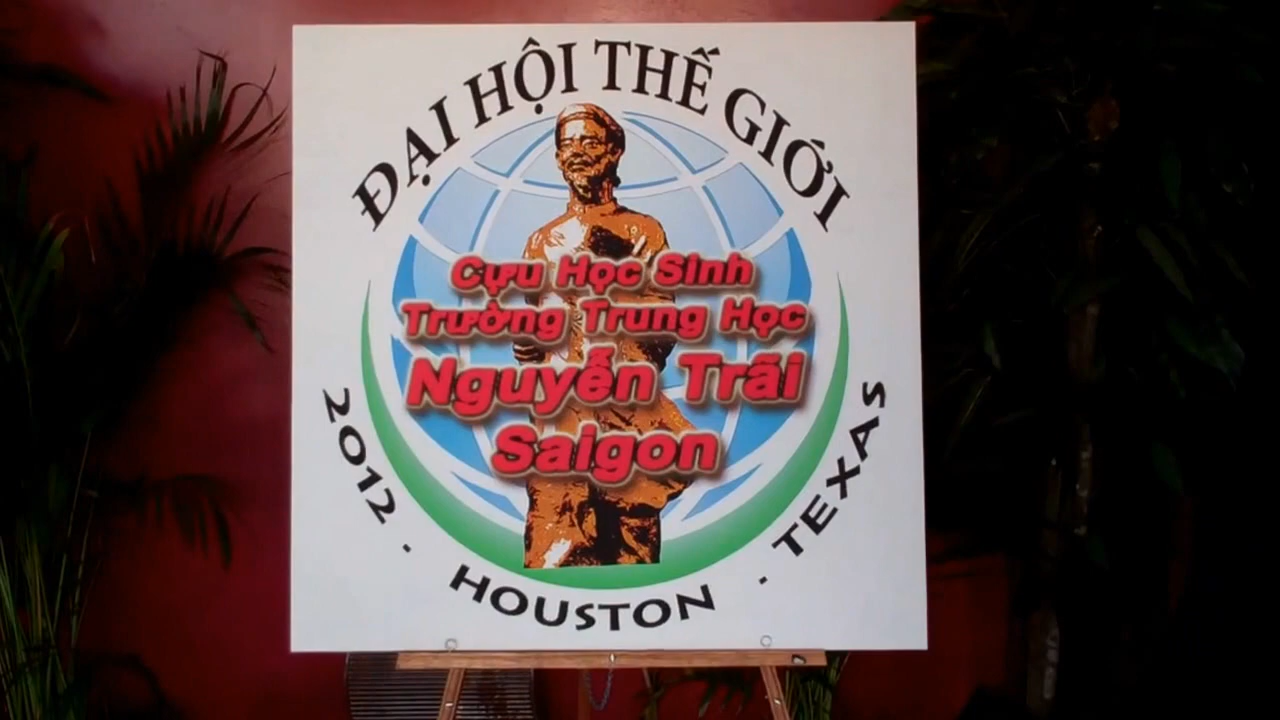 ĐẠI HỘI THẾ GIỚI
Cựu Học Sinh
Trường Trung Học
Nguyễn Trãi
Saigon
2012 . HOUSTON . TEXAS